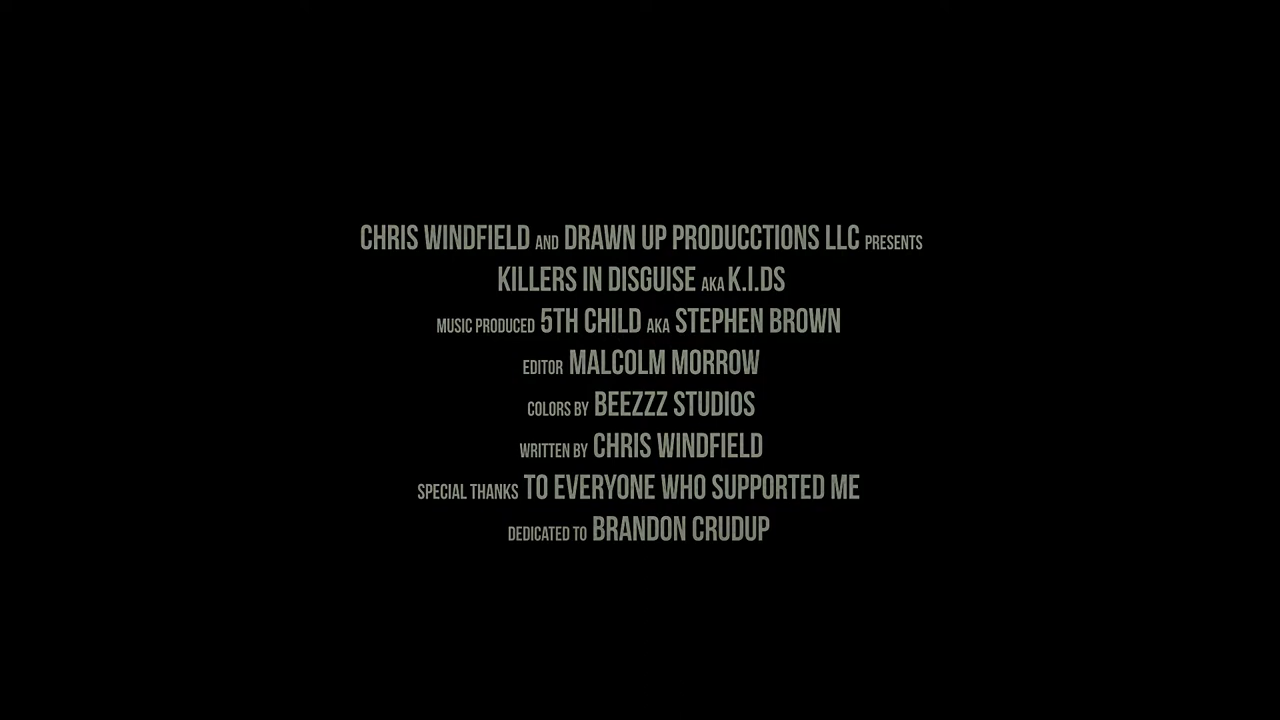 CHRIS WINDFIELD AND DRAWN UP PRODUCCTIONS LLC PRESENTS
KILLERS IN DISGUISE AKA K.I.DS
MUSIC PRODUCED 5TH CHILD AKA STEPHEN BROWN
EDITOR MALCOLM MORROW
COLORS BY BEEZZZ STUDIOS
WRITTEN BY CHRIS WINDFIELD
SPECIAL THANKS TO EVERYONE WHO SUPPORTED ME
DEDICATED TO BRANDON CRUDUP